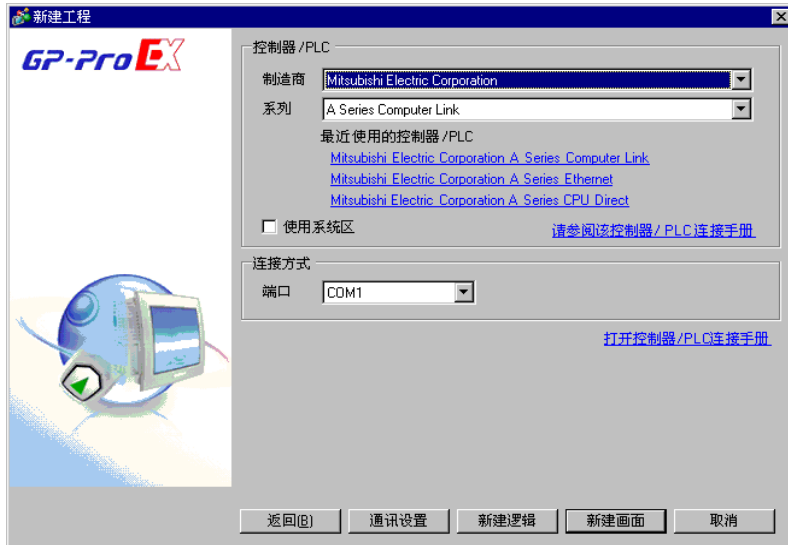 新建工程
GP-Pro EX
控制器/PLC
制造商 Mitsubishi Electric Corporation
系列 A Series Computer Link
最近使用的控制器/PLC
Mitsubishi Electric Corporation A Series Computer Link
Mitsubishi Electric Corporation A Series Ethernet
Mitsubishi Electric Corporation A Series CPU Direct
使用系统区 请参阅该控制器/PLC连接手册
连接方式
端口 COM1
打开控制器/PLC连接手册
返回(B) 通讯设置 新建逻辑 新建画面 取消